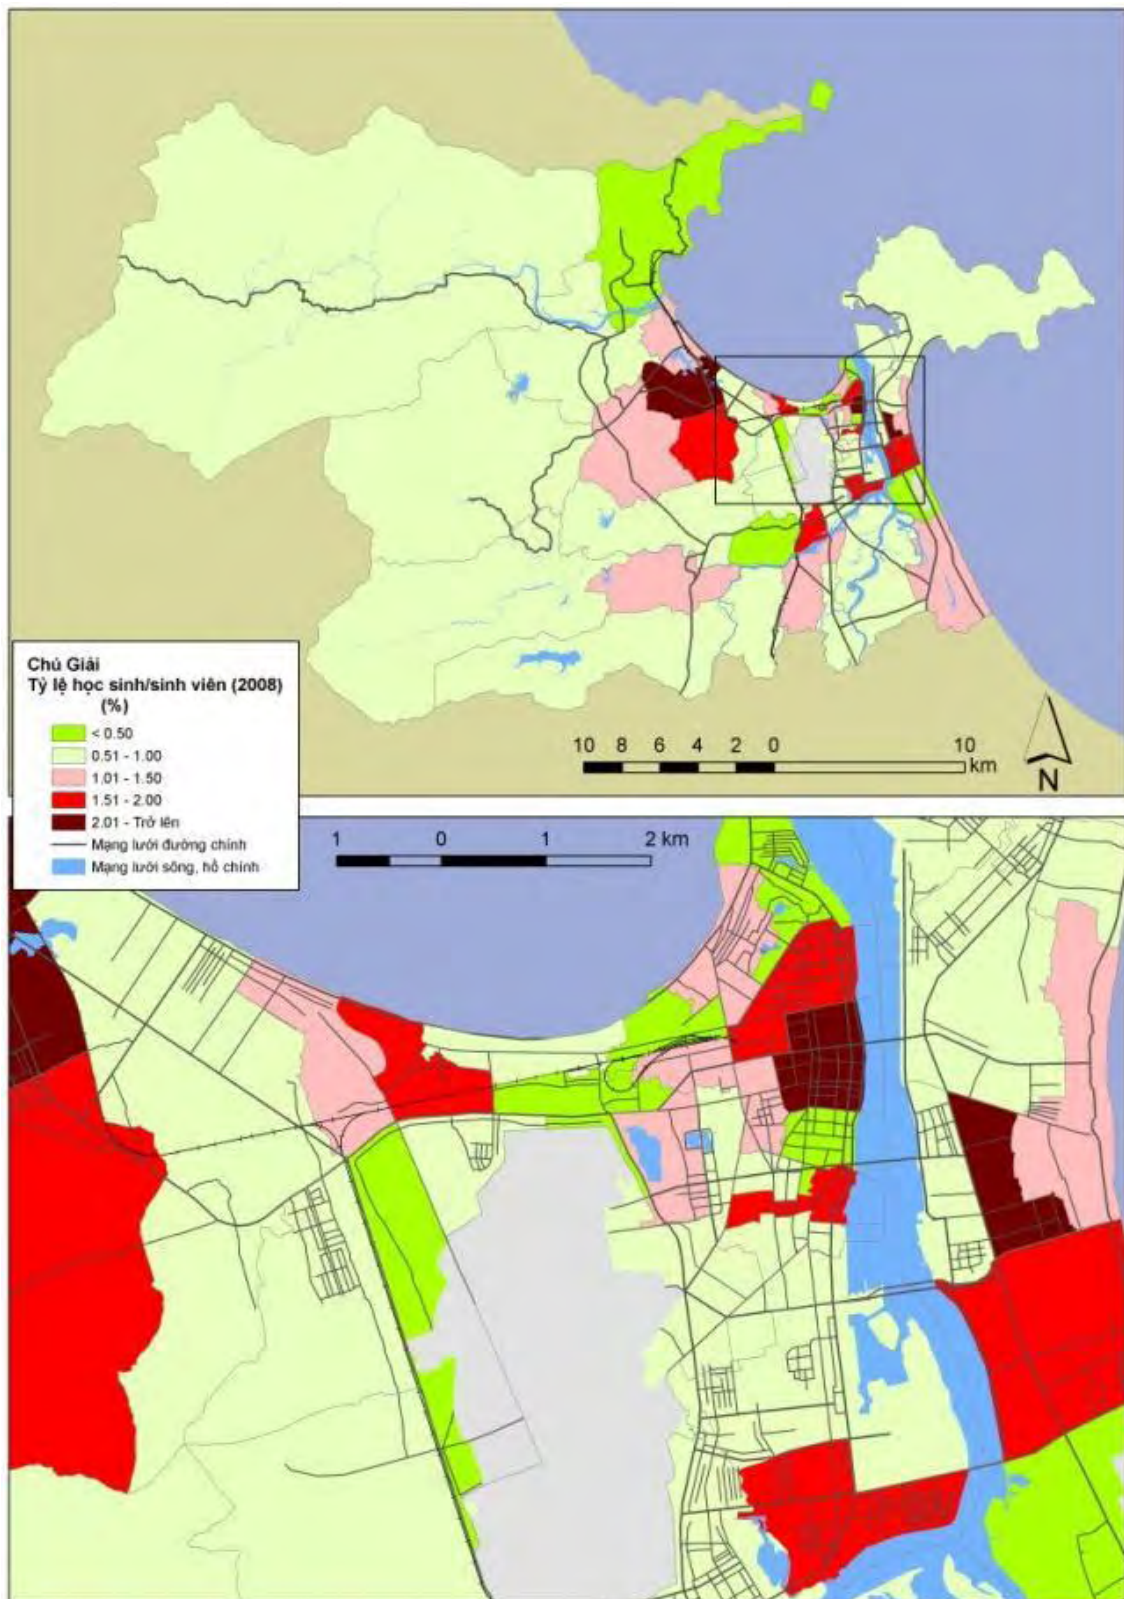 Chú Giải
Tỷ lệ học sinh/sinh viên (2008)
(%)
< 0.50
0.51 - 1.00
1.01 - 1.50
1.51 - 2.00
2.01 - Trở lên
Mạng lưới đường chính
Mạng lưới sông, hồ chính
10 8 6 4 2 0 10
km
N
1 0 1 2 km